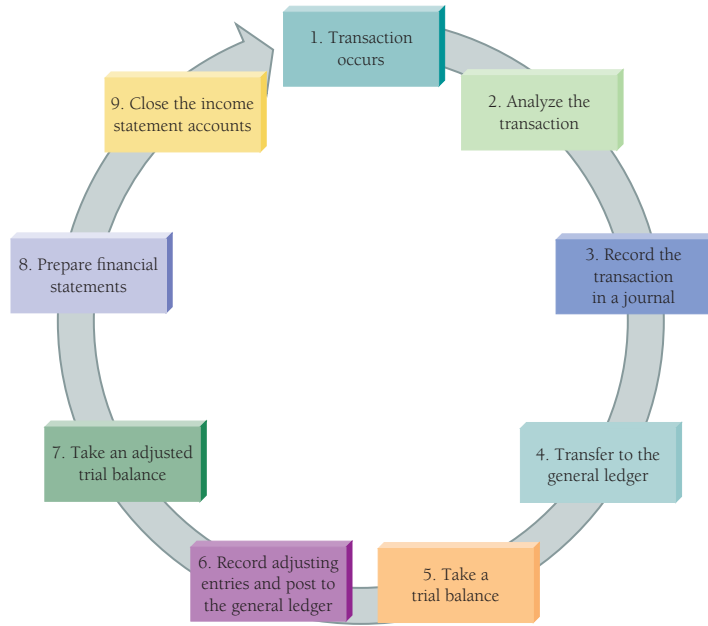 1. Transaction
occurs
2. Analyze the
transaction
3. Record the
transaction
in a journal
4. Transfer to the
general ledger
5. Take a
trial balance
6. Record adjusting
entries and post to
the general ledger
7. Take an adjusted
trial balance
8. Prepare financial
statements
9. Close the income
statement accounts